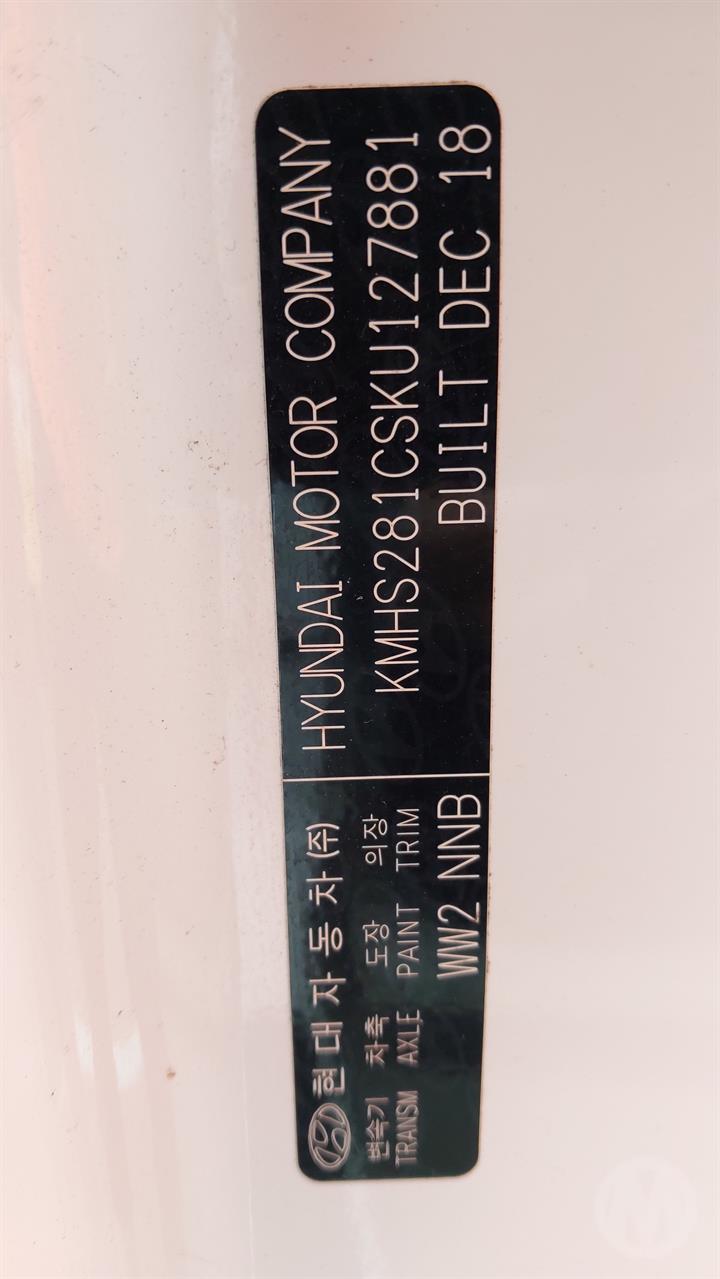 현대자동차(주)
변속기 차축 도장 의장
TRANSM AXLE PAINT TRIM
WW2 NNB
HYUNDAI MOTOR COMPANY
KMHS281CSKU127881
BUILT DEC 18